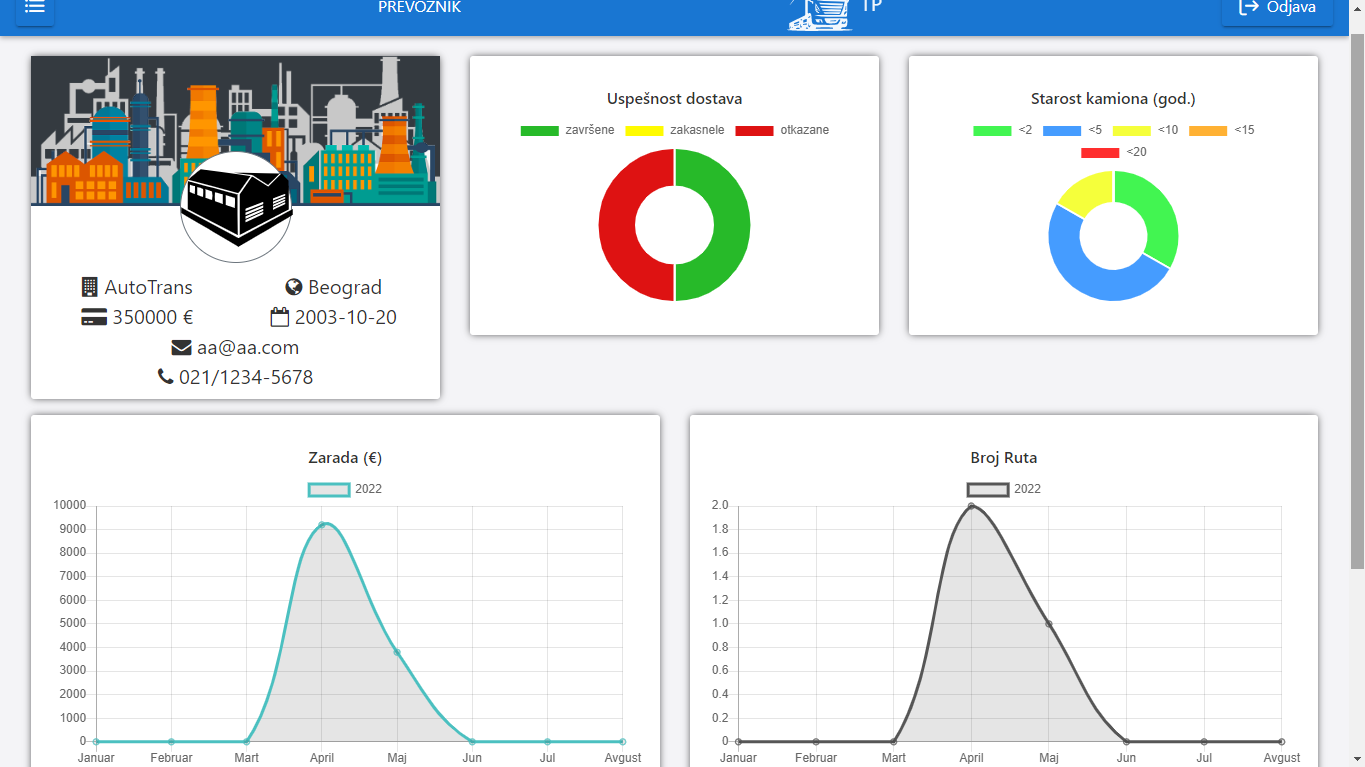 PREVOZNIK
TP
Odjava
AutoTrans
Beograd
350000 €
2003-10-20
aa@aa.com
021/1234-5678
Uspešnost dostava
završene zakasnele otkazane
Starost kamiona (god.)
<2 <5 <10 <15
<20
Zarada (€)
2022
10000
9000
8000
7000
6000
5000
4000
3000
2000
1000
0
Januar Februar Mart April Maj Jun Jul Avgust
Broj Ruta
2022
2.0
1.8
1.6
1.4
1.2
1.0
0.8
0.6
0.4
0.2
0
Januar Februar Mart April Maj Jun Jul Avgust